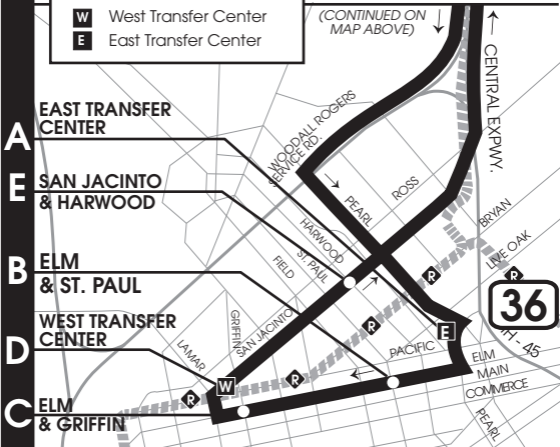 W West Transfer Center
E East Transfer Center
(CONTINUED ON
MAP ABOVE)
CENTRAL EXPWY.
A
EAST TRANSFER
CENTER
WOODALL ROGERS
SERVICE RD.
E
SAN JACINTO
& HARWOOD
PEARL
ROSS
BRYAN
LIVE OAK
HARWOOD
ST. PAUL
FIELD
B
ELM
& ST. PAUL
R
R
36
D
WEST TRANSFER
CENTER
GRIFFIN
SAN JACINTO
LAMAR
R
E
PACIFIC
IH - 45
ELM
MAIN
COMMERCE
W
R
R
C
ELM
& GRIFFIN
PEARL